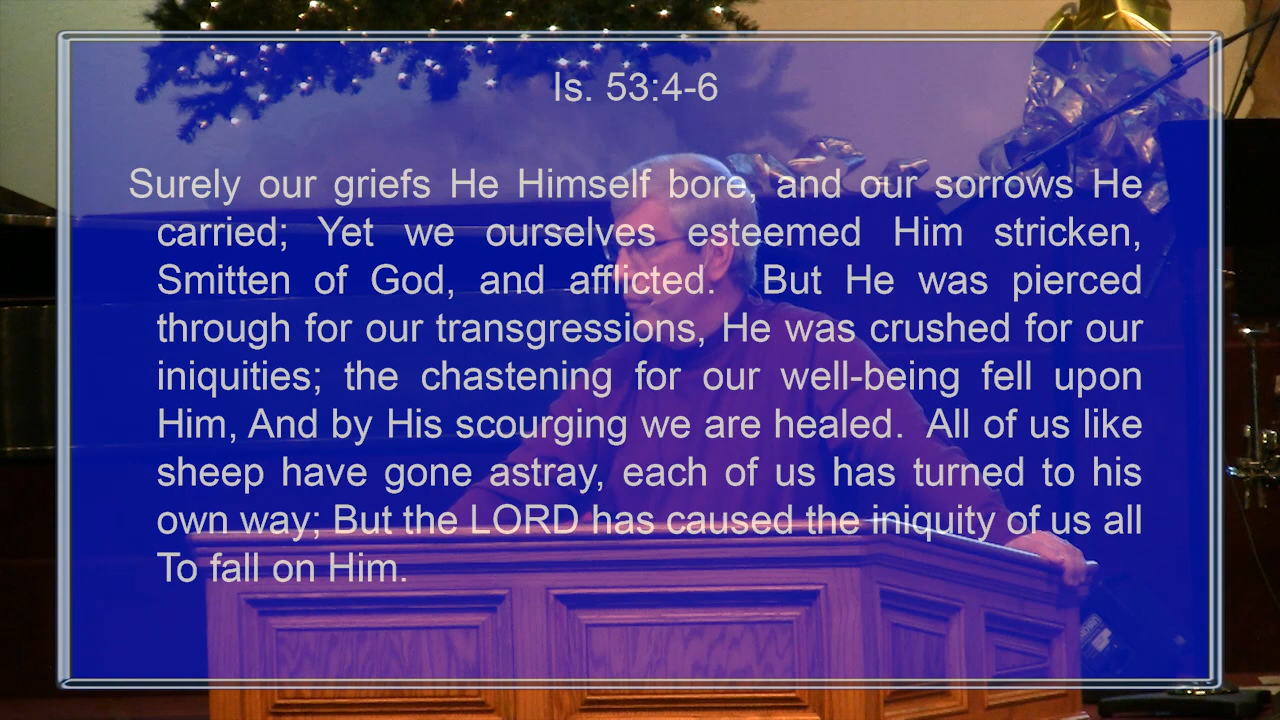 Is. 53:4-6
Surely our griefs He Himself bore, and our sorrows He
carried; Yet we ourselves esteemed Him stricken,
Smitten of God, and afflicted. But He was pierced
through for our transgressions, He was crushed for our
iniquities; the chastening for our well-being fell upon
Him, And by His scourging we are healed. All of us like
sheep have gone astray, each of us has turned to his
own way; But the LORD has caused the iniquity of us all
To fall on Him.